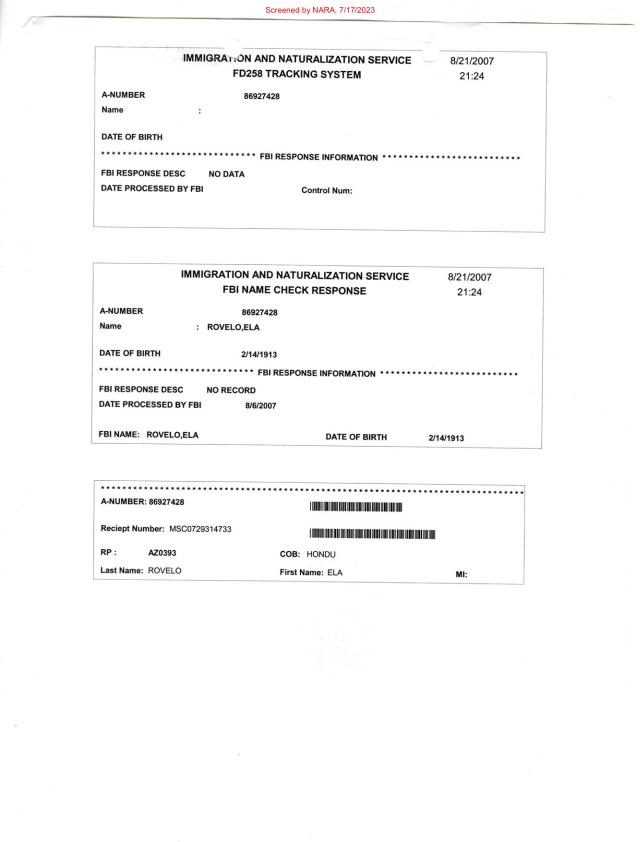 Screened by NARA, 7/17/2023
IMMIGRATION AND NATURALIZATION SERVICE 8/21/2007
FD258 TRACKING SYSTEM 21:24
A-NUMBER 86927428
Name :
DATE OF BIRTH
***************************** FBI RESPONSE INFORMATION **************************
FBI RESPONSE DESC NO DATA
DATE PROCESSED BY FBI Control Num:
IMMIGRATION AND NATURALIZATION SERVICE 8/21/2007
FBI NAME CHECK RESPONSE 21:24
A-NUMBER 86927428
Name : ROVELO,ELA
DATE OF BIRTH 2/14/1913
***************************** FBI RESPONSE INFORMATION **************************
FBI RESPONSE DESC NO RECORD
DATE PROCESSED BY FBI 8/6/2007
FBI NAME: ROVELO,ELA DATE OF BIRTH 2/14/1913
********************************************************************************
A-NUMBER: 86927428
Reciept Number: MSC0729314733
RP : AZ0393 COB: HONDU
Last Name: ROVELO First Name: ELA MI: